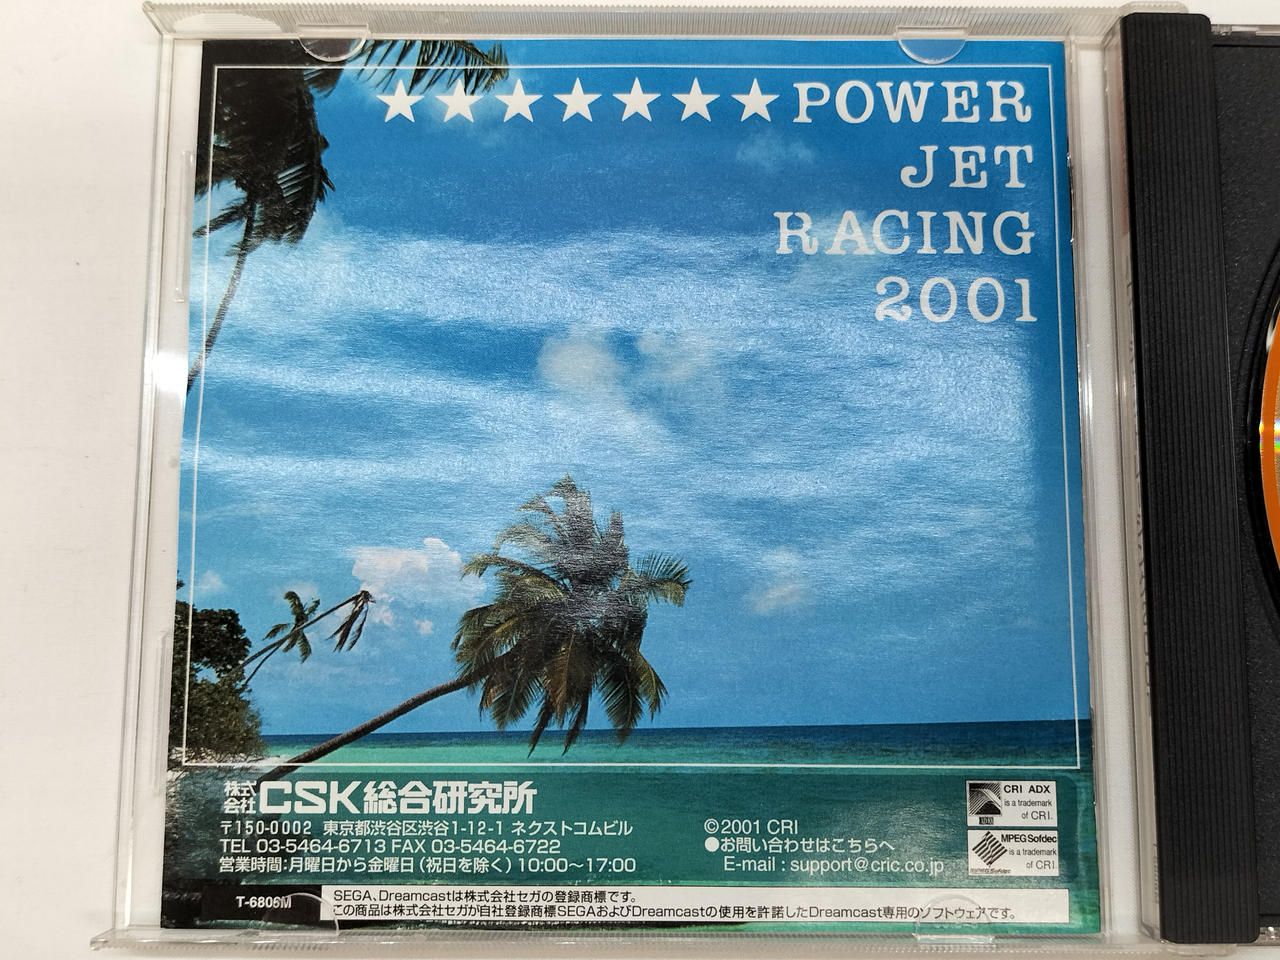 ★★★★★★★POWER
JET
RACING
2001
株式会社CSK総合研究所
〒150-0002 東京都渋谷区渋谷1-12-1 ネクストコムビル
TEL 03-5464-6713 FAX 03-5464-6722
営業時間:月曜日から金曜日(祝日を除く)10:00〜17:00
©2001 CRI
●お問い合わせはこちらへ
E-mail : support@cric.co.jp
CRI ADX
is a trademark
of CRI.
MPEG Sofdec
is a trademark
of CRI.
T-6806M
SEGA、Dreamcastは株式会社セガの登録商標です。
この商品は株式会社セガが自社登録商標SEGAおよびDreamcastの使用を許諾したDreamcast専用のソフトウェアです。